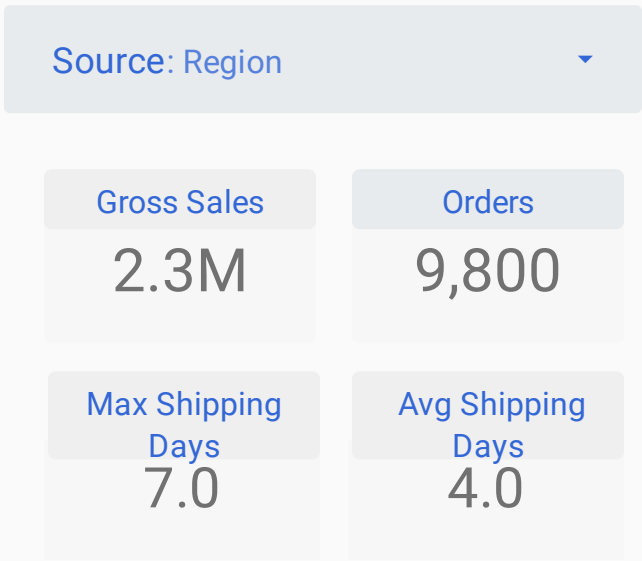 Source: Region
Gross Sales
2.3M
Orders
9,800
Max Shipping
Days
7.0
Avg Shipping
Days
4.0